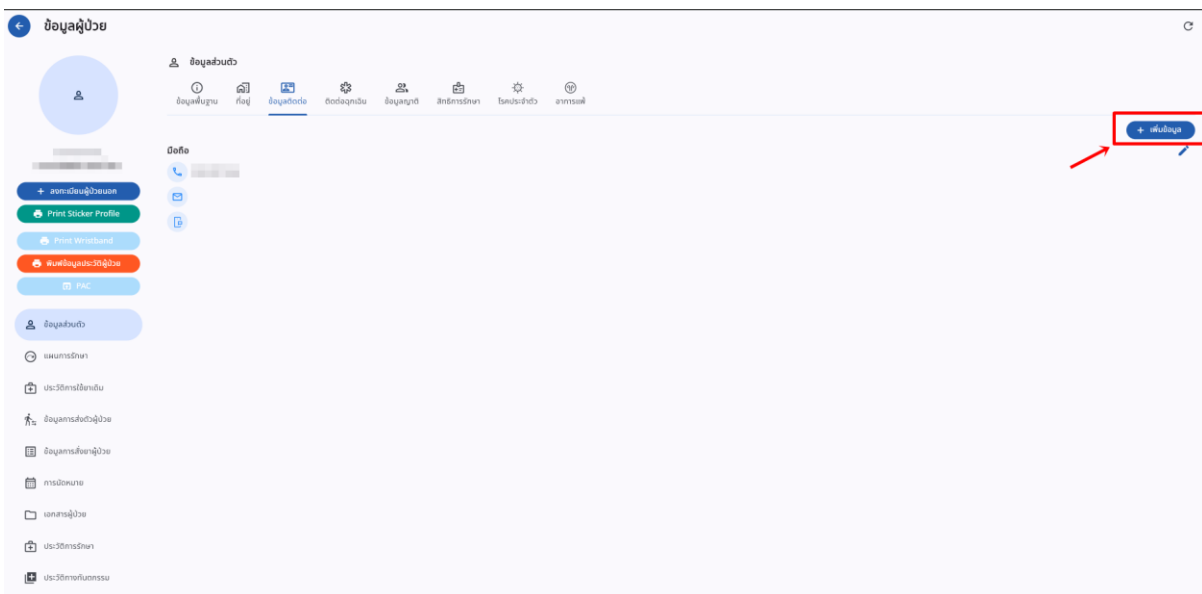 ข้อมูลผู้ป่วย
ข้อมูลส่วนตัว
ข้อมูลพื้นฐาน ที่อยู่ ข้อมูลติดต่อ ติดต่อฉุกเฉิน ข้อมูลญาติ สิทธิการรักษา โรคประจำตัว อาการแพ้
+ เพิ่มข้อมูล
มือถือ
+ ลงทะเบียนผู้ป่วยนอก
Print Sticker Profile
Print Wristband
พิมพ์ข้อมูลประวัติผู้ป่วย
PAC
ข้อมูลส่วนตัว
แผนการรักษา
ประวัติการใช้ยาเดิม
ข้อมูลการส่งตัวผู้ป่วย
ข้อมูลการสั่งยาผู้ป่วย
การนัดหมาย
เอกสารผู้ป่วย
ประวัติการรักษา
ประวัติทางทันตกรรม